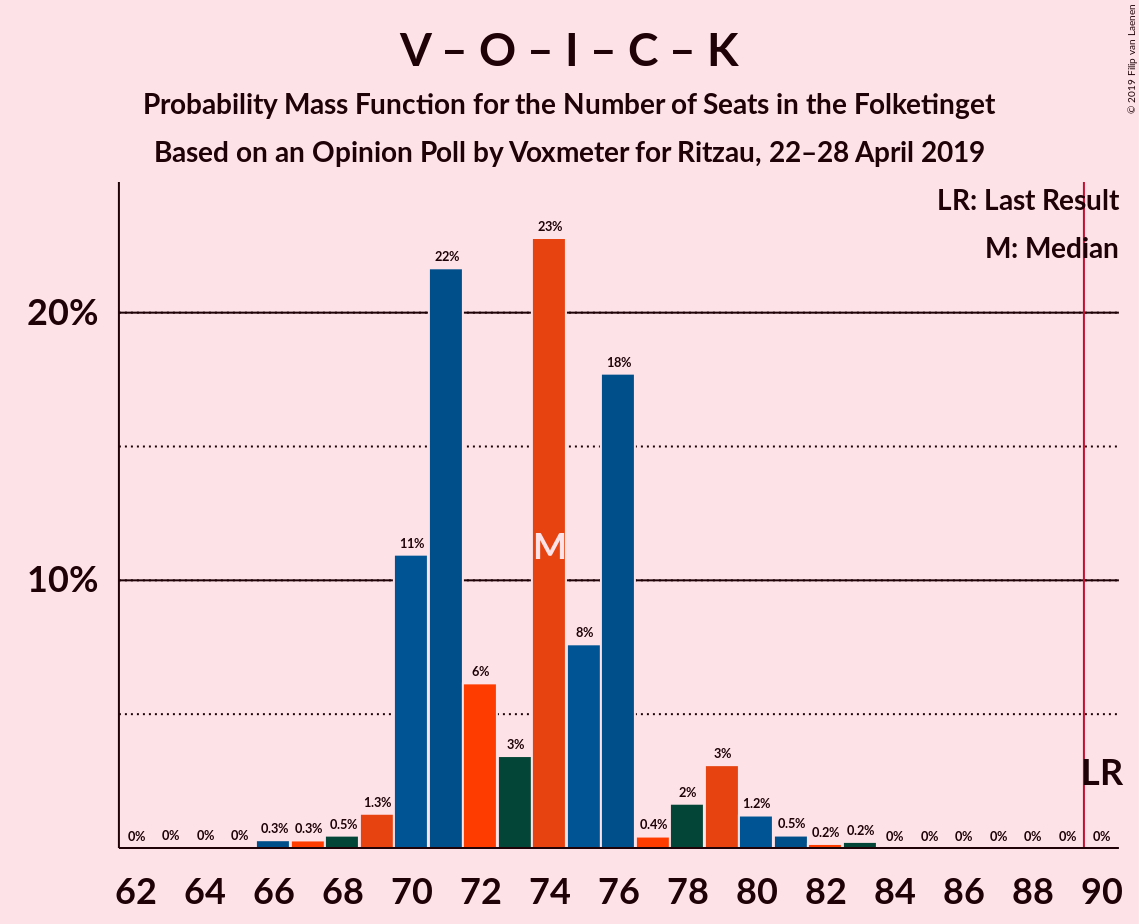 V – O – I – C – K
Probability Mass Function for the Number of Seats in the Folketinget
Based on an Opinion Poll by Voxmeter for Ritzau, 22–28 April 2019
© 2019 Filip van Laenen
LR: Last Result
M: Median
20%
10%
0% 0% 0% 0% 0.3% 0.3% 0.5% 1.3% 11% 22% 6% 3% 23% 8% 18% 0.4% 2% 3% 1.2% 0.5% 0.2% 0.2% 0% 0% 0% 0% 0% 0% 0%
M
LR
62 64 66 68 70 72 74 76 78 80 82 84 86 88 90